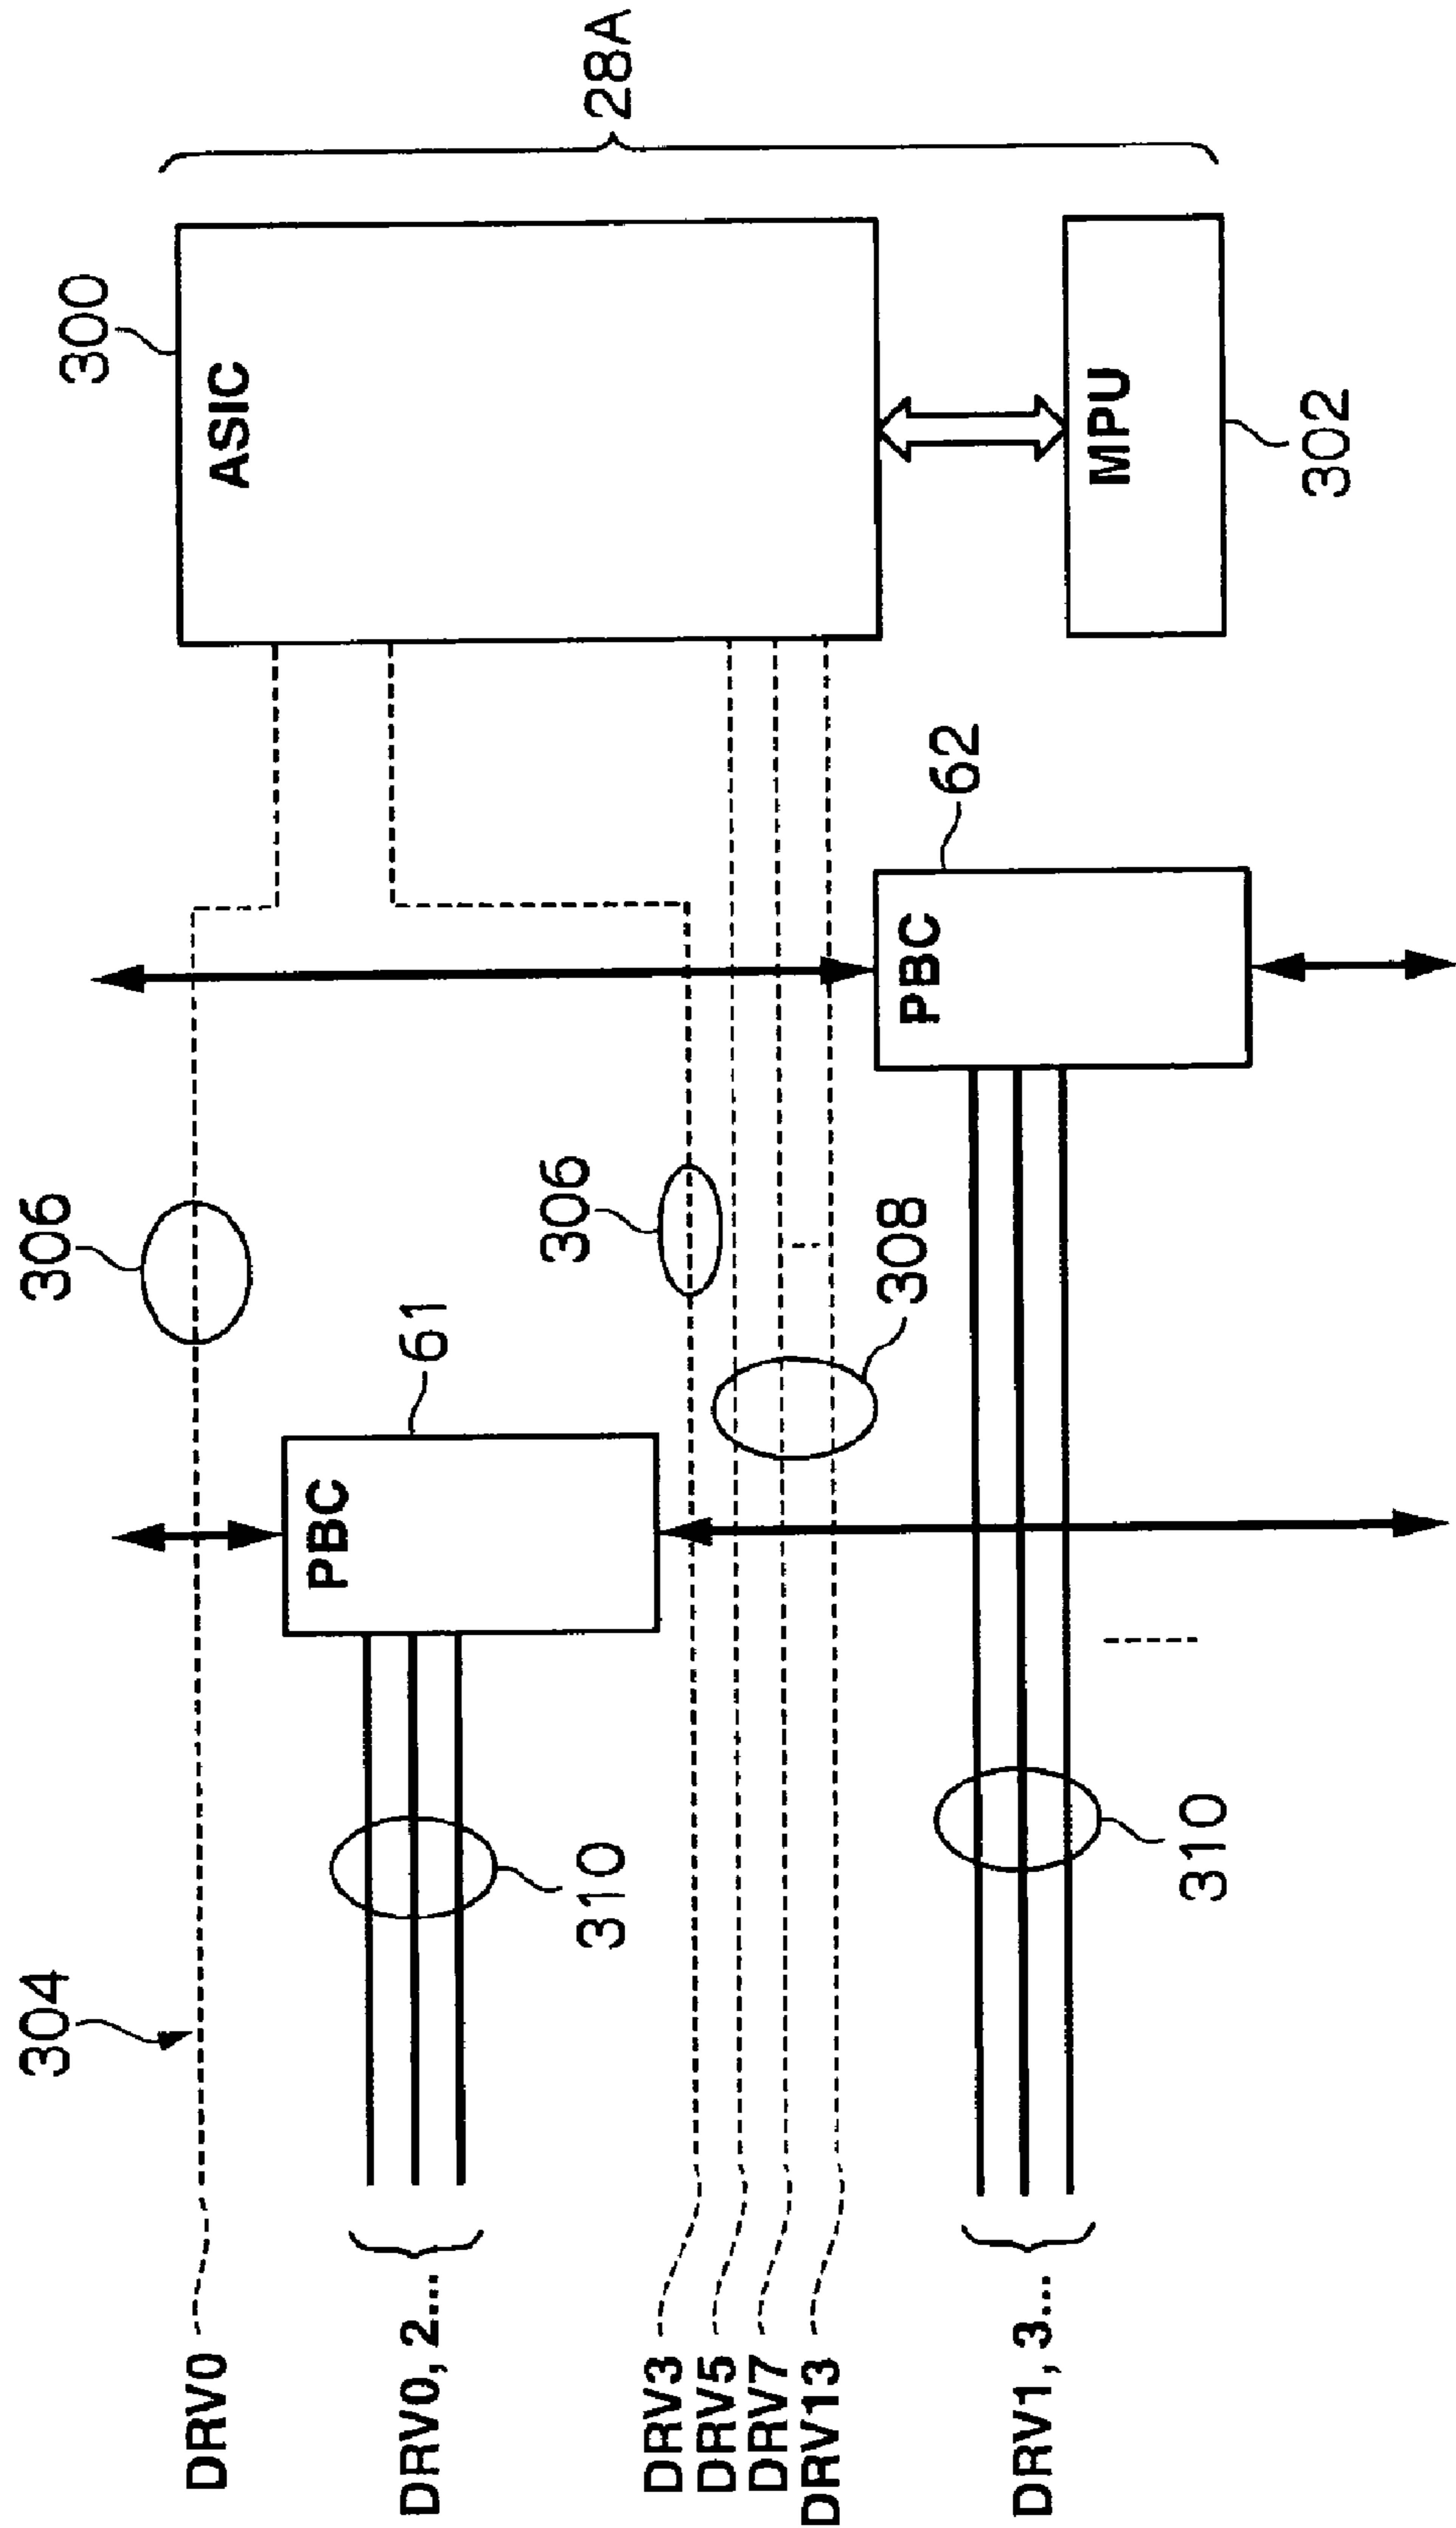 28A
300
ASIC
MPU
302
62
PBC
306
306
308
61
PBC
310
310
304
DRV0
DRV0, 2...
DRV3
DRV5
DRV7
DRV13
DRV1, 3...